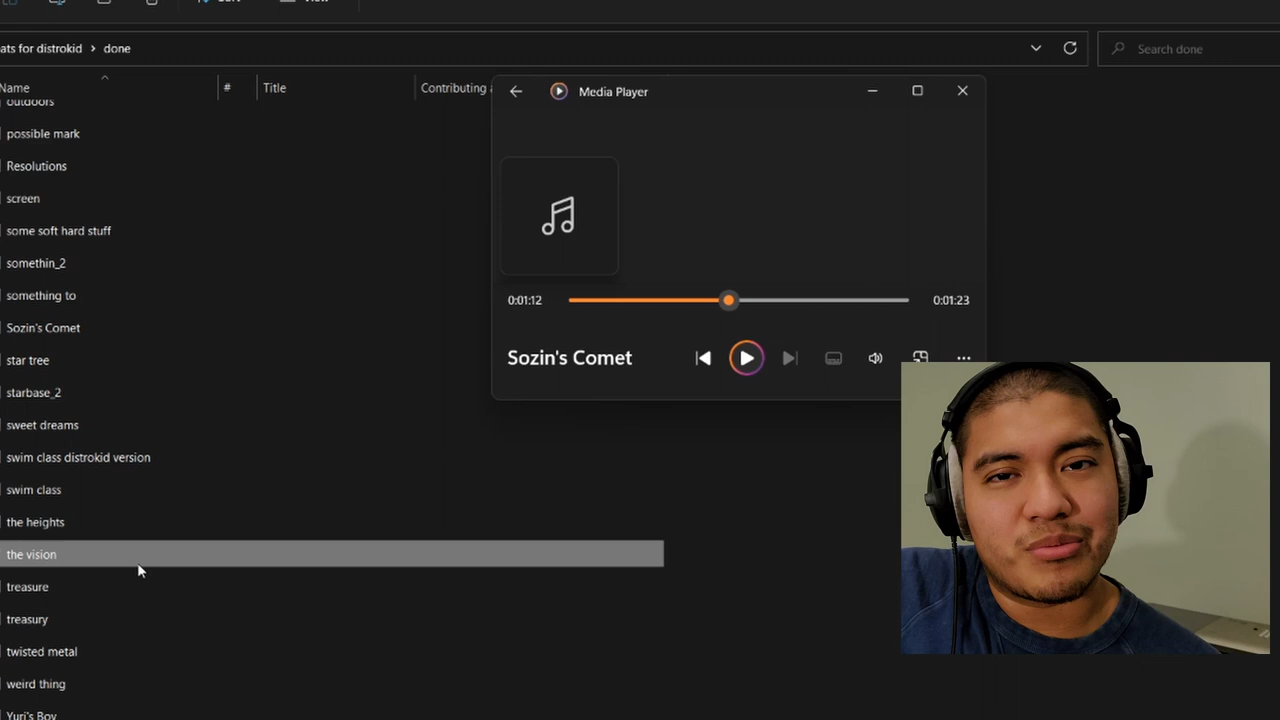 ats for distrokid > done
Search done
Name
#
Title
Contributing
outdoors
possible mark
Resolutions
screen
some soft hard stuff
somethin_2
something to
Sozin's Comet
star tree
starbase_2
sweet dreams
swim class distrokid version
swim class
the heights
the vision
treasure
treasury
twisted metal
weird thing
Yuri's Boy
Media Player
0:01:12
0:01:23
Sozin's Comet